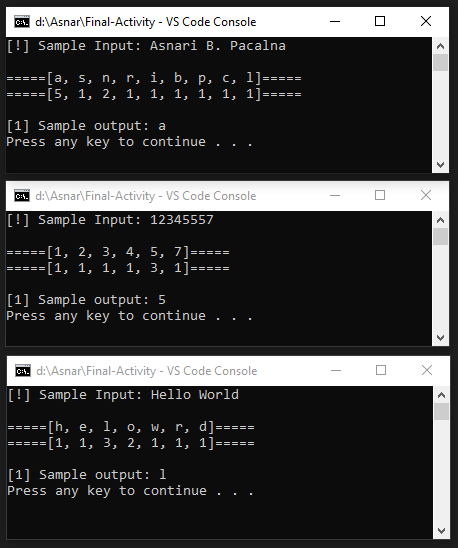 d:\Asnar\Final-Activity - VS Code Console
[!] Sample Input: Asnari B. Pacalna
=====[a, s, n, r, i, b, p, c, l]=====
=====[5, 1, 2, 1, 1, 1, 1, 1, 1]=====
[1] Sample output: a
Press any key to continue . . .
d:\Asnar\Final-Activity - VS Code Console
[!] Sample Input: 12345557
=====[1, 2, 3, 4, 5, 7]=====
=====[1, 1, 1, 1, 3, 1]=====
[1] Sample output: 5
Press any key to continue . . .
d:\Asnar\Final-Activity - VS Code Console
[!] Sample Input: Hello World
=====[h, e, l, o, w, r, d]=====
=====[1, 1, 3, 2, 1, 1, 1]=====
[1] Sample output: l
Press any key to continue . . .